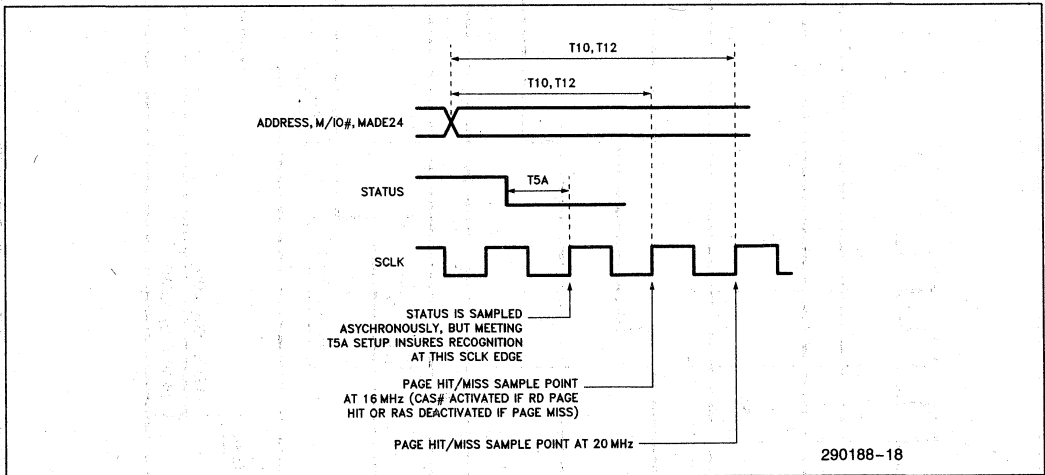 T10, T12
T10, T12
ADDRESS, M/IO#, MADE24
STATUS
T5A
SCLK
STATUS IS SAMPLED
ASYCHRONOUSLY, BUT MEETING
T5A SETUP INSURES RECOGNITION
AT THIS SCLK EDGE
PAGE HIT/MISS SAMPLE POINT
AT 16 MHz (CAS# ACTIVATED IF RD PAGE
HIT OR RAS DEACTIVATED IF PAGE MISS)
PAGE HIT/MISS SAMPLE POINT AT 20 MHz
290188-18